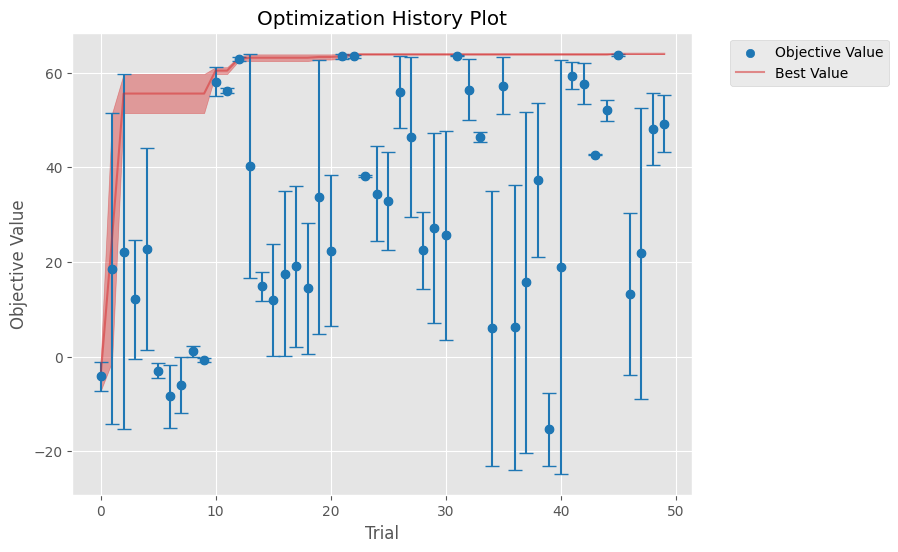 Optimization History Plot
Objective Value
Best Value
Objective Value
60
40
20
0
−20
0 10 20 30 40 50
Trial